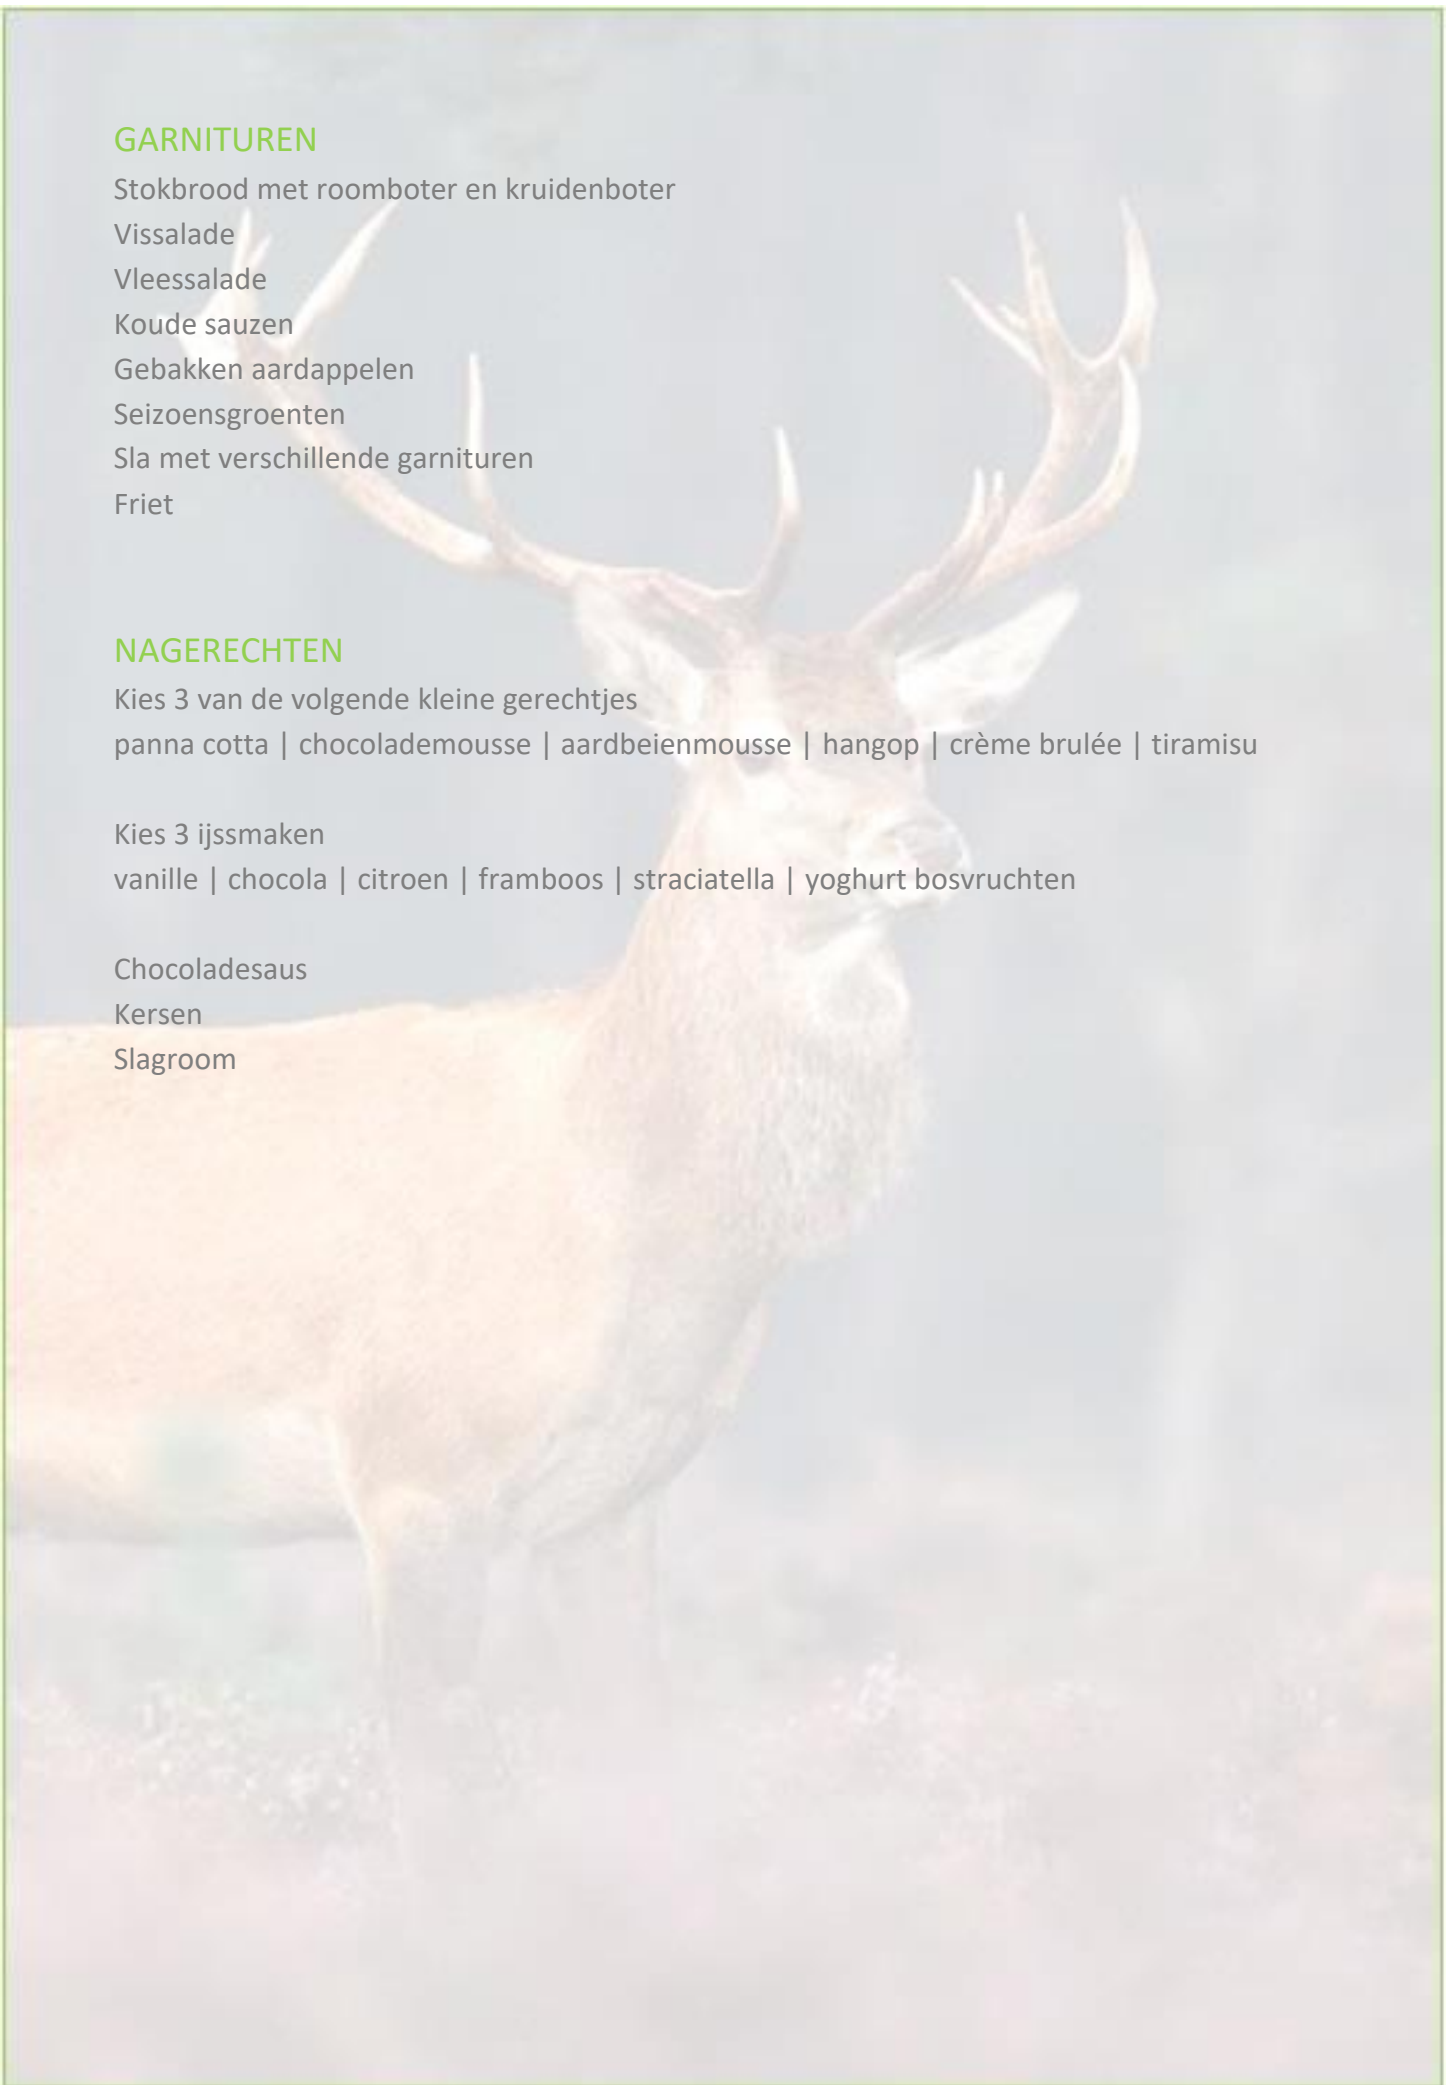 GARNITUREN
Stokbrood met roomboter en kruidenboter
Vissalade
Vleessalade
Koude sauzen
Gebakken aardappelen
Seizoensgroenten
Sla met verschillende garnituren
Friet
NAGERECHTEN
Kies 3 van de volgende kleine gerechtjes
panna cotta | chocolademousse | aardbeienmousse | hangop | crème brulée | tiramisu
Kies 3 ijssmaken
vanille | chocola | citroen | framboos | straciatella | yoghurt bosvruchten
Chocoladesaus
Kersen
Slagroom